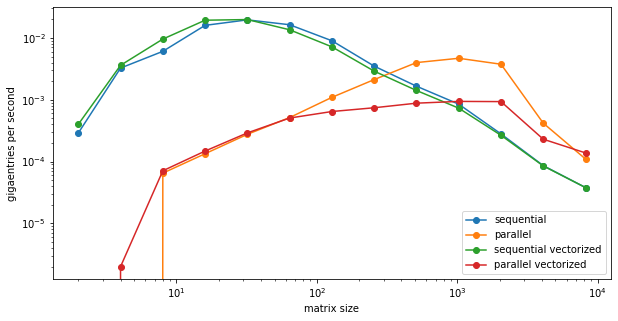 10⁻²
10⁻³
10⁻⁴
10⁻⁵
gigaentries per second
10¹
10²
10³
10⁴
matrix size
sequential
parallel
sequential vectorized
parallel vectorized